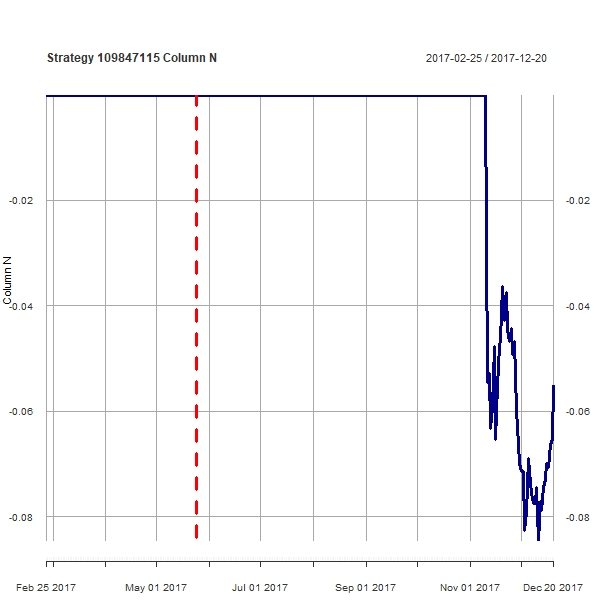 Strategy 109847115 Column N
2017-02-25 / 2017-12-20
-0.02
-0.02
-0.04
-0.04
-0.06
-0.06
-0.08
-0.08
Column N
Feb 25 2017
May 01 2017
Jul 01 2017
Sep 01 2017
Nov 01 2017
Dec 20 2017